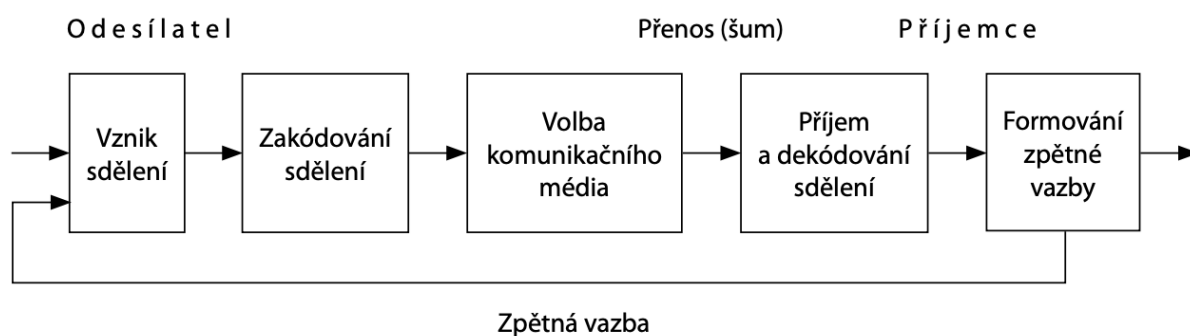 Odesílatel
Přenos (šum)
Příjemce
Vznik
sdělení
Zakódování
sdělení
Volba
komunikačního
média
Příjem
a dekódování
sdělení
Formování
zpětné
vazby
Zpětná vazba